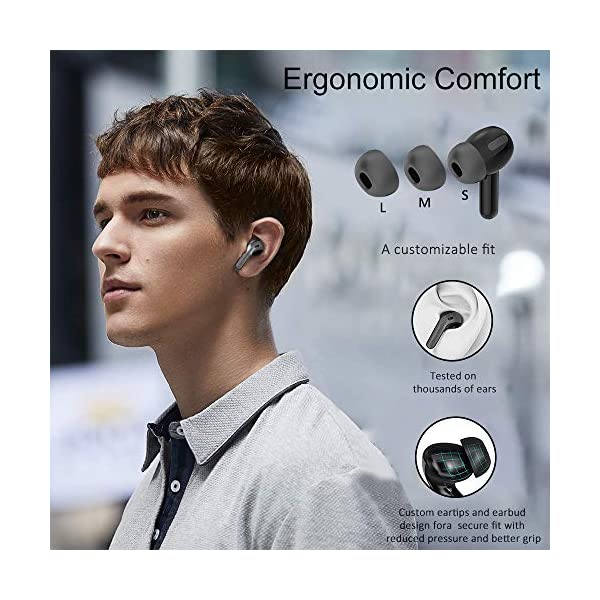 Ergonomic Comfort
L
M
S
A customizable fit
Tested on
thousands of ears
Custom eartips and earbud
design fora secure fit with
reduced pressure and better grip